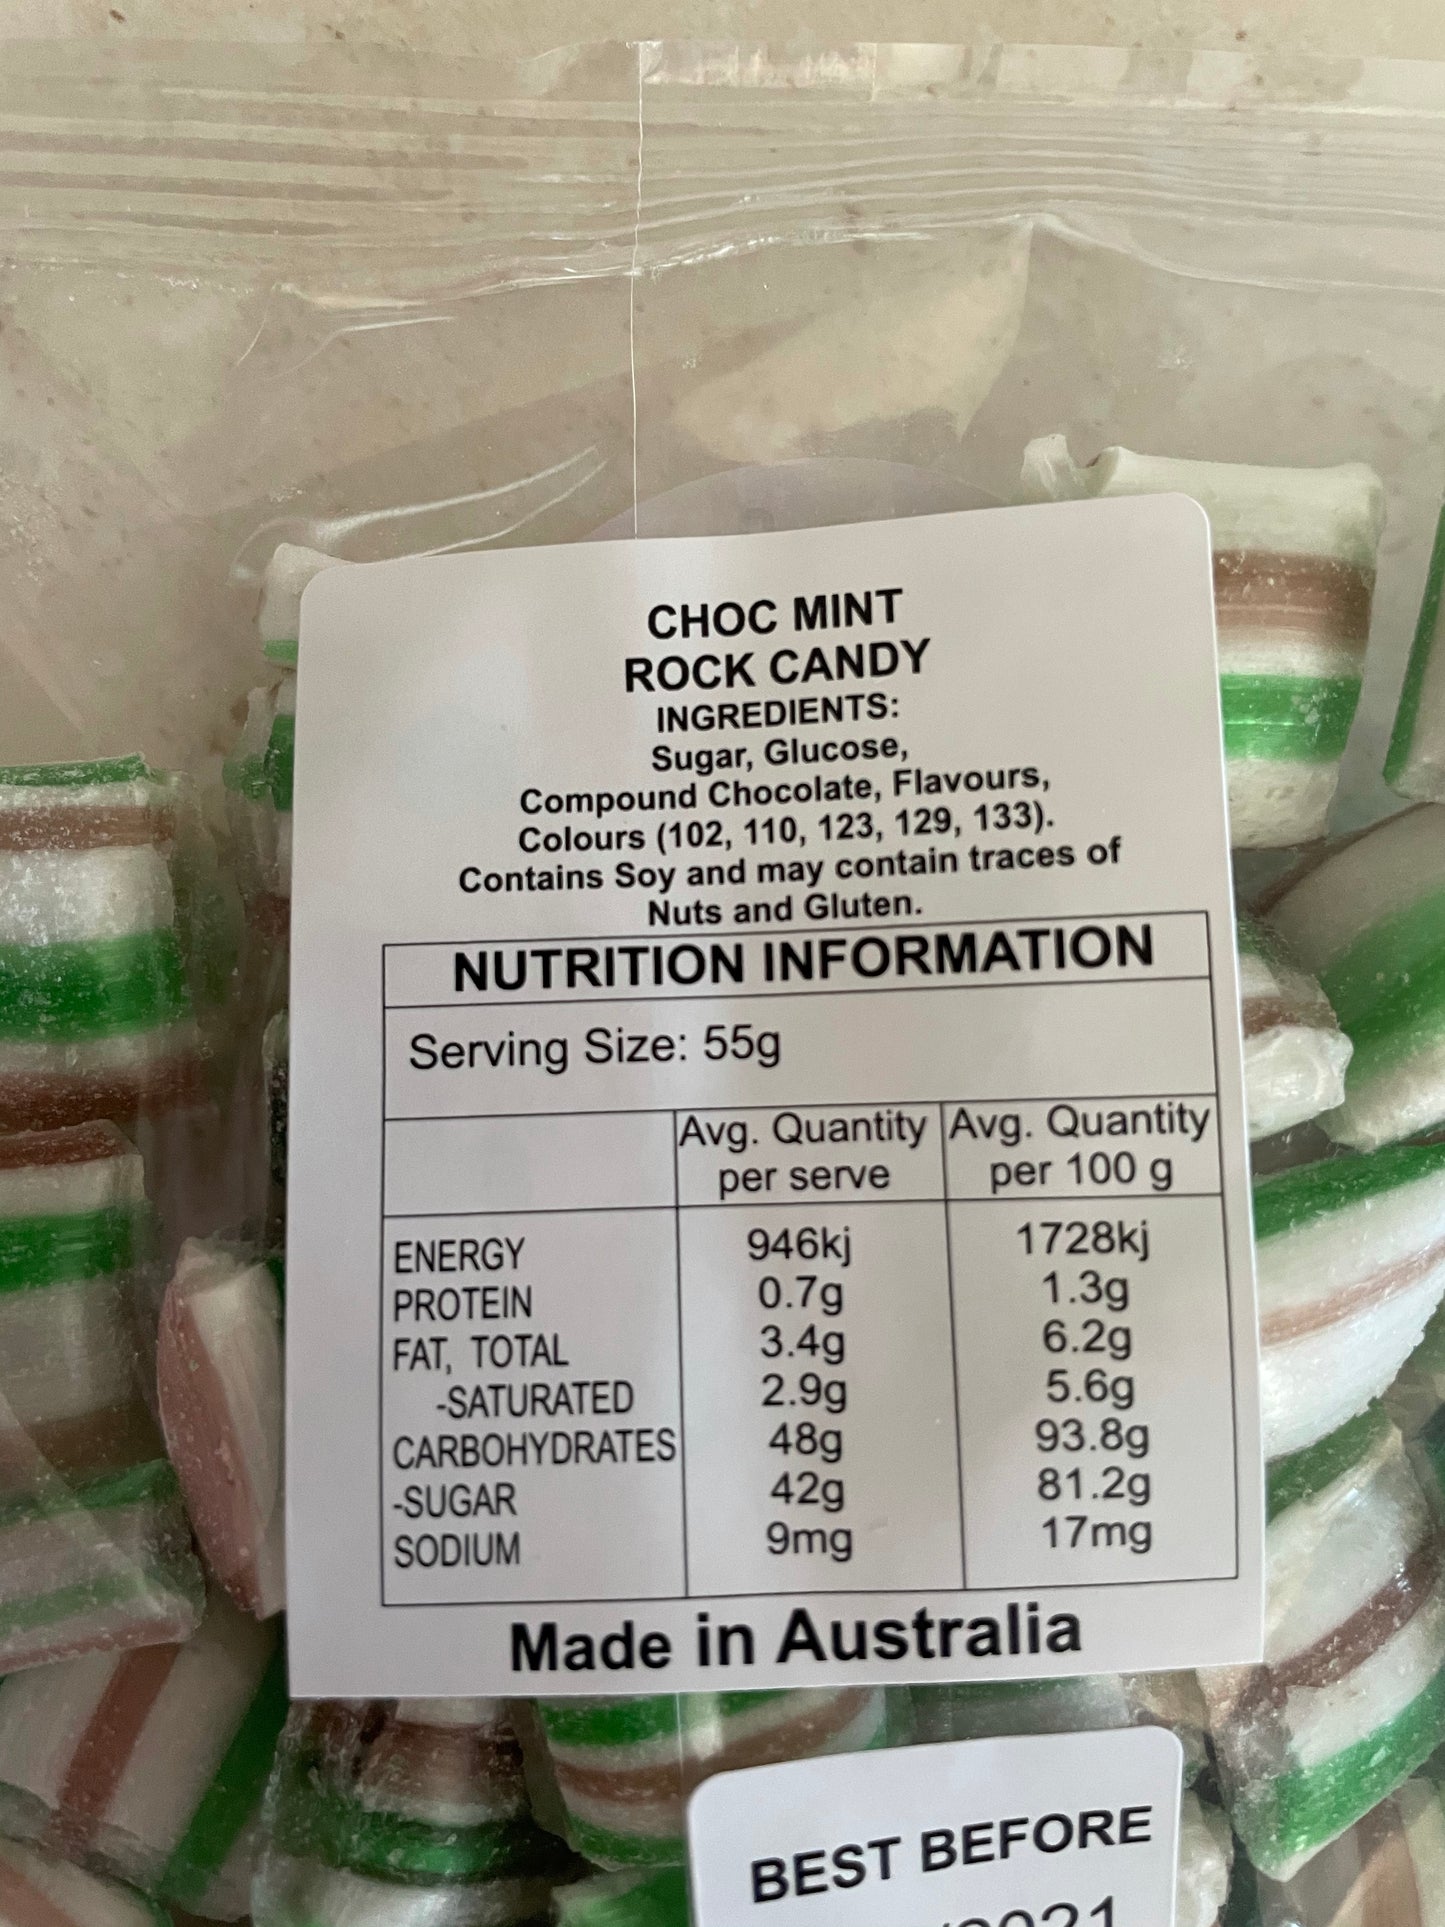 CHOC MINT
ROCK CANDY
INGREDIENTS:
Sugar, Glucose,
Compound Chocolate, Flavours,
Colours (102, 110, 123, 129, 133).
Contains Soy and may contain traces of
Nuts and Gluten.
NUTRITION INFORMATION
Serving Size: 55g
Avg. Quantity per serve Avg. Quantity per 100 g
ENERGY 946kj 1728kj
PROTEIN 0.7g 1.3g
FAT, TOTAL 3.4g 6.2g
-SATURATED 2.9g 5.6g
CARBOHYDRATES 48g 93.8g
-SUGAR 42g 81.2g
SODIUM 9mg 17mg
Made in Australia
BEST BEFORE